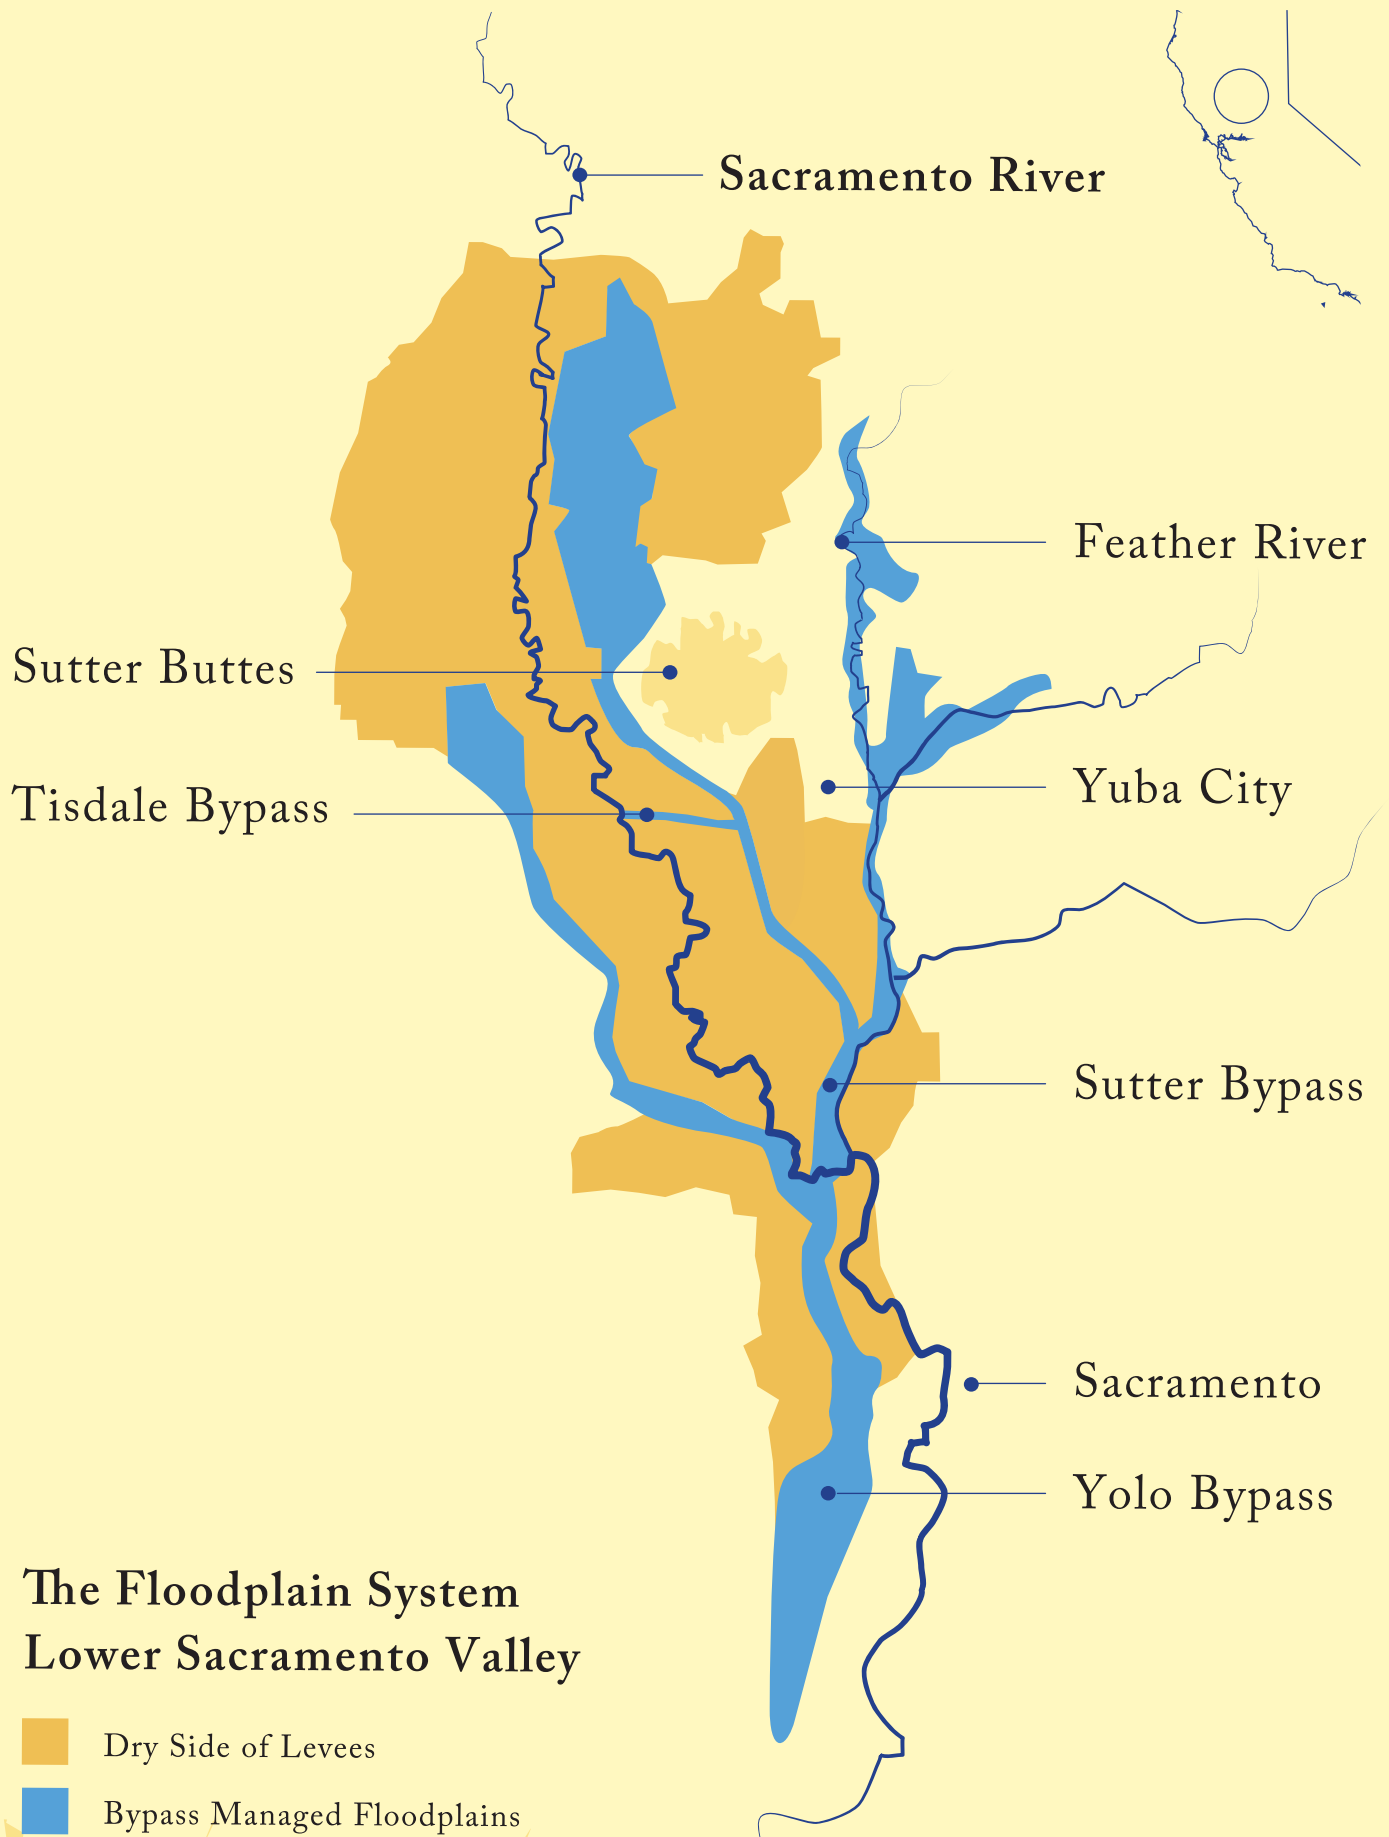 Sacramento River
Feather River
Sutter Buttes
Yuba City
Tisdale Bypass
Sutter Bypass
Sacramento
Yolo Bypass
The Floodplain System
Lower Sacramento Valley
Dry Side of Levees
Bypass Managed Floodplains